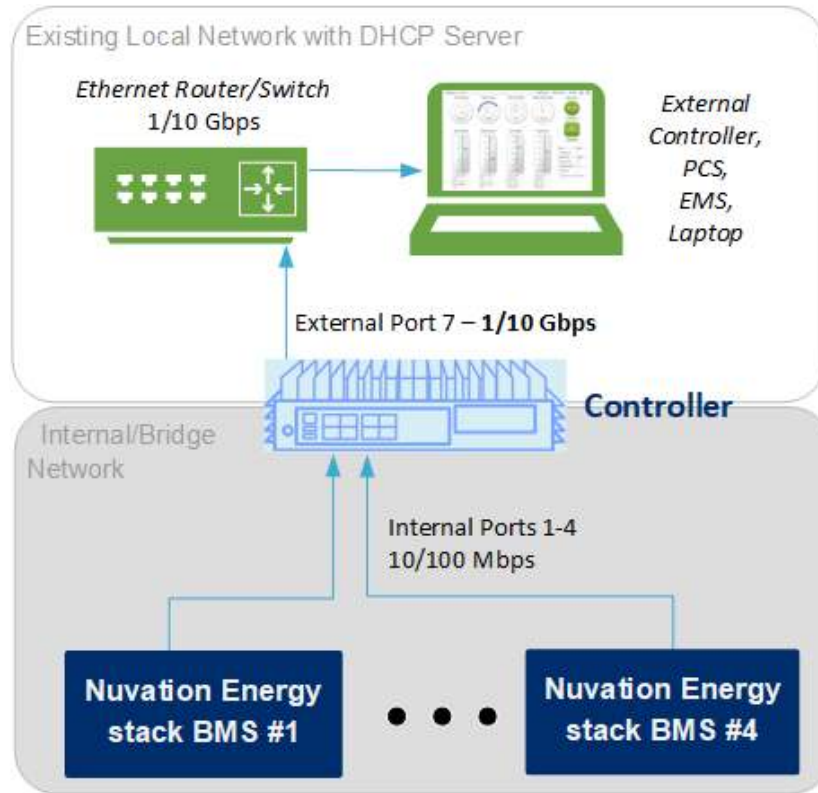 Existing Local Network with DHCP Server
Ethernet Router/Switch
1/10 Gbps
External
Controller,
PCS,
EMS,
Laptop
External Port 7 – 1/10 Gbps
Controller
Internal/Bridge
Network
Internal Ports 1-4
10/100 Mbps
Nuvation Energy
stack BMS #1
Nuvation Energy
stack BMS #4